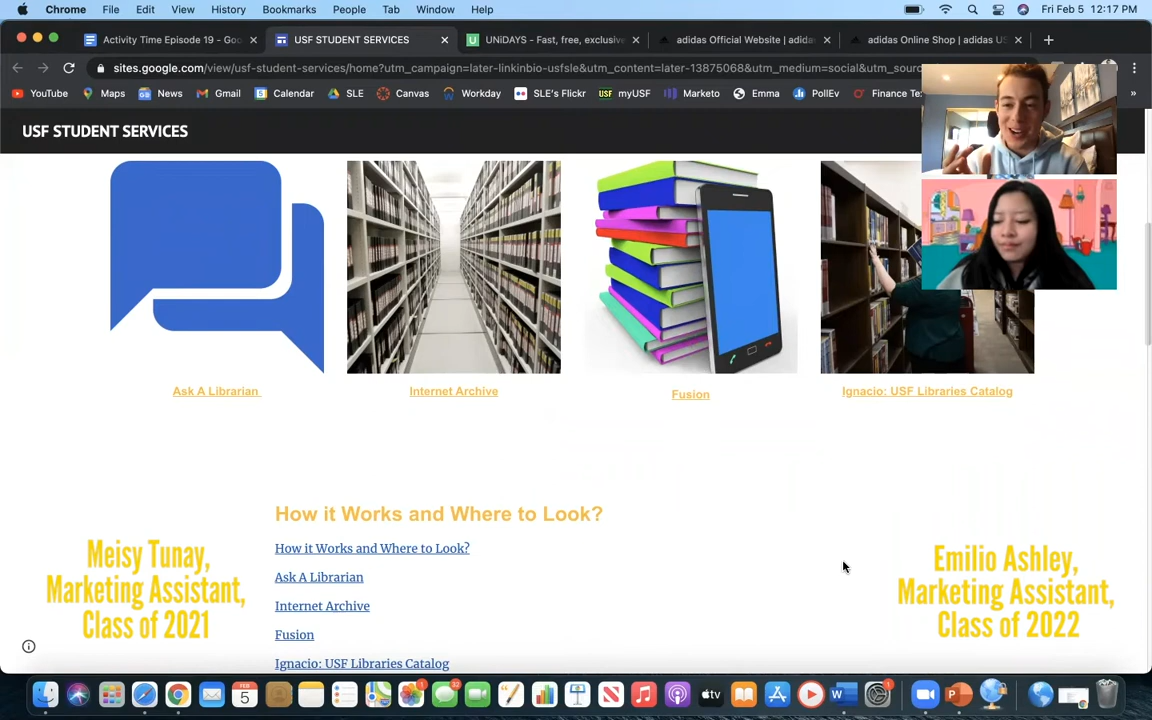 Chrome File Edit View History Bookmarks People Tab Window Help Fri Feb 5 12:17 PM
Activity Time Episode 19 - Goo USF STUDENT SERVICES UNiDAYS - Fast, free, exclusiv adidas Official Website | adida adidas Online Shop | adidas US
sites.google.com/view/usf-student-services/home?utm_campaign=later-linkinbio-usfsle&utm_content=later-13875068&utm_medium=social&utm_sourc
YouTube Maps News Gmail Calendar SLE Canvas Workday SLE's Flickr myUSF Marketo Emma PollEv Finance Te »
USF STUDENT SERVICES
Ask A Librarian Internet Archive Fusion Ignacio: USF Libraries Catalog
How it Works and Where to Look?
How it Works and Where to Look?
Ask A Librarian
Internet Archive
Fusion
Ignacio: USF Libraries Catalog
Meisy Tunay,
Marketing Assistant,
Class of 2021
Emilio Ashley,
Marketing Assistant,
Class of 2022